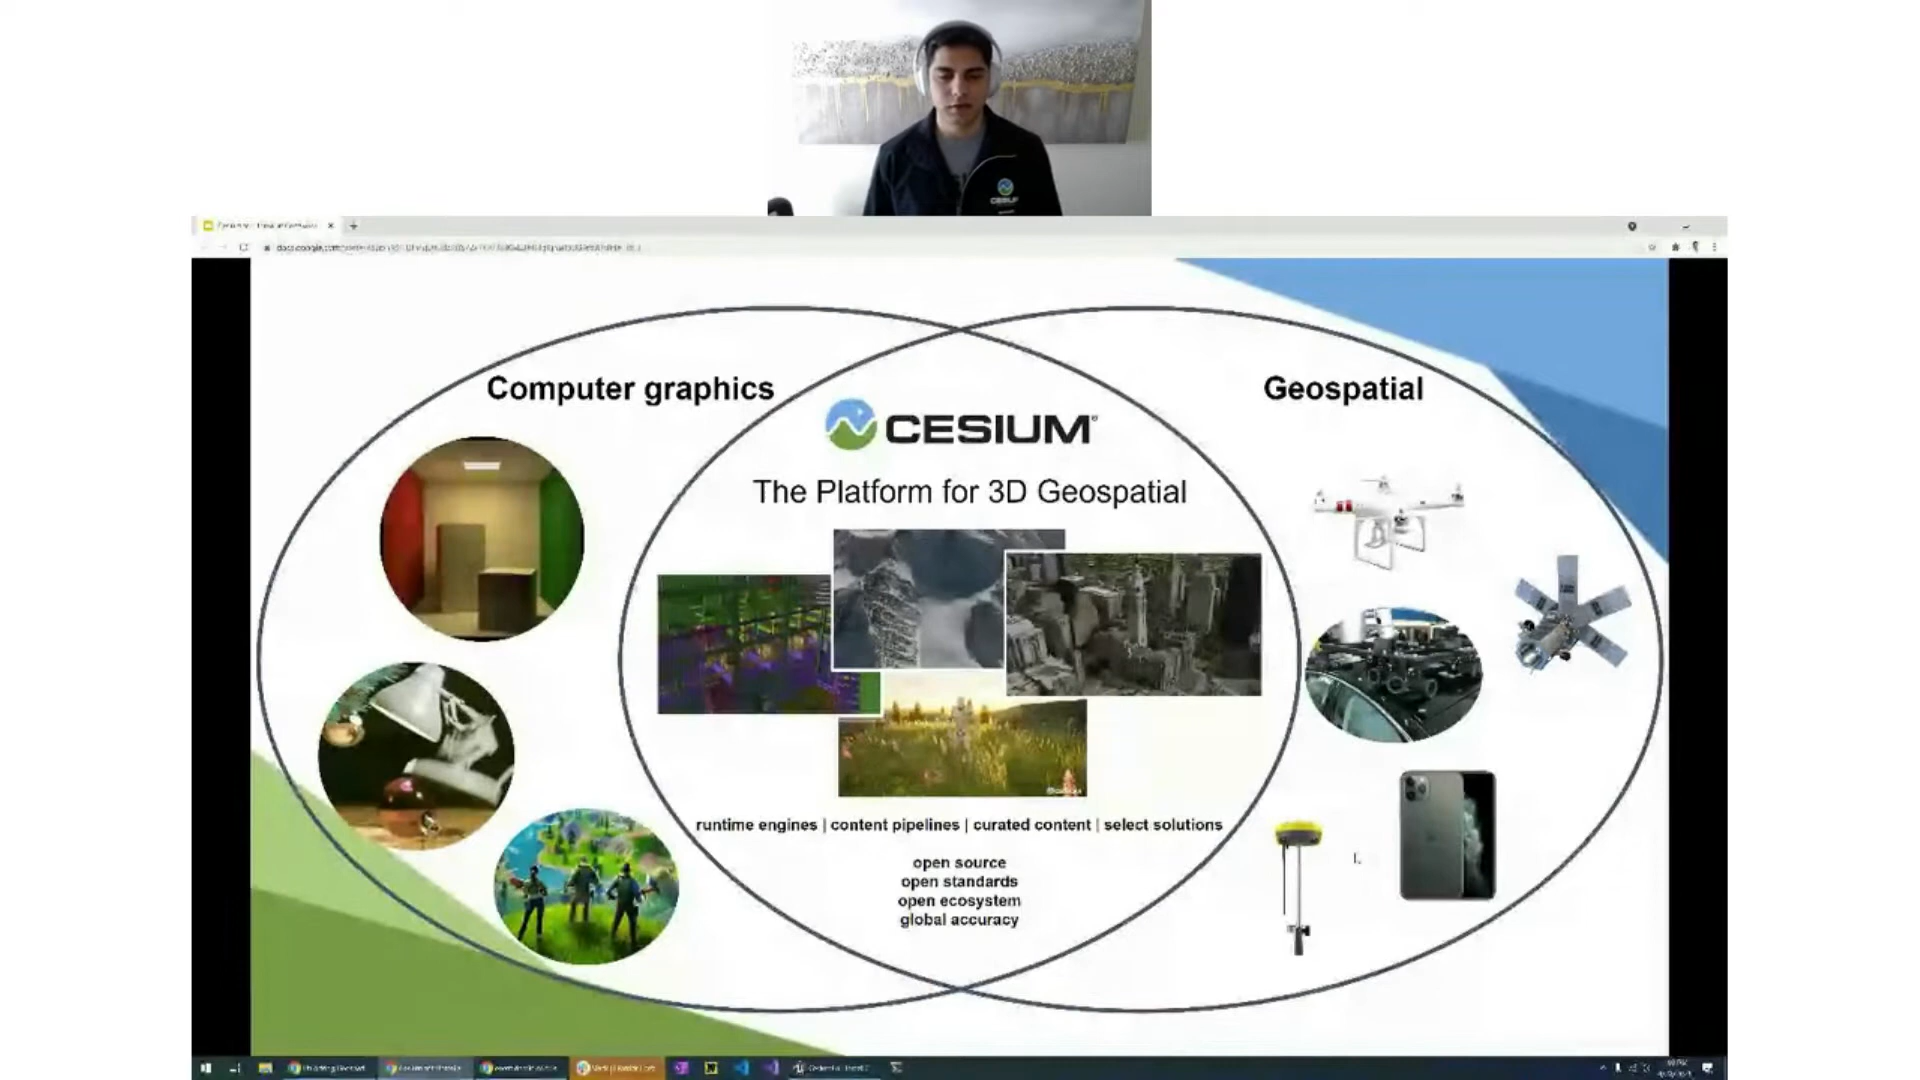 CESIUM
Computer graphics
Geospatial
CESIUM®
The Platform for 3D Geospatial
runtime engines | content pipelines | curated content | select solutions
open source
open standards
open ecosystem
global accuracy